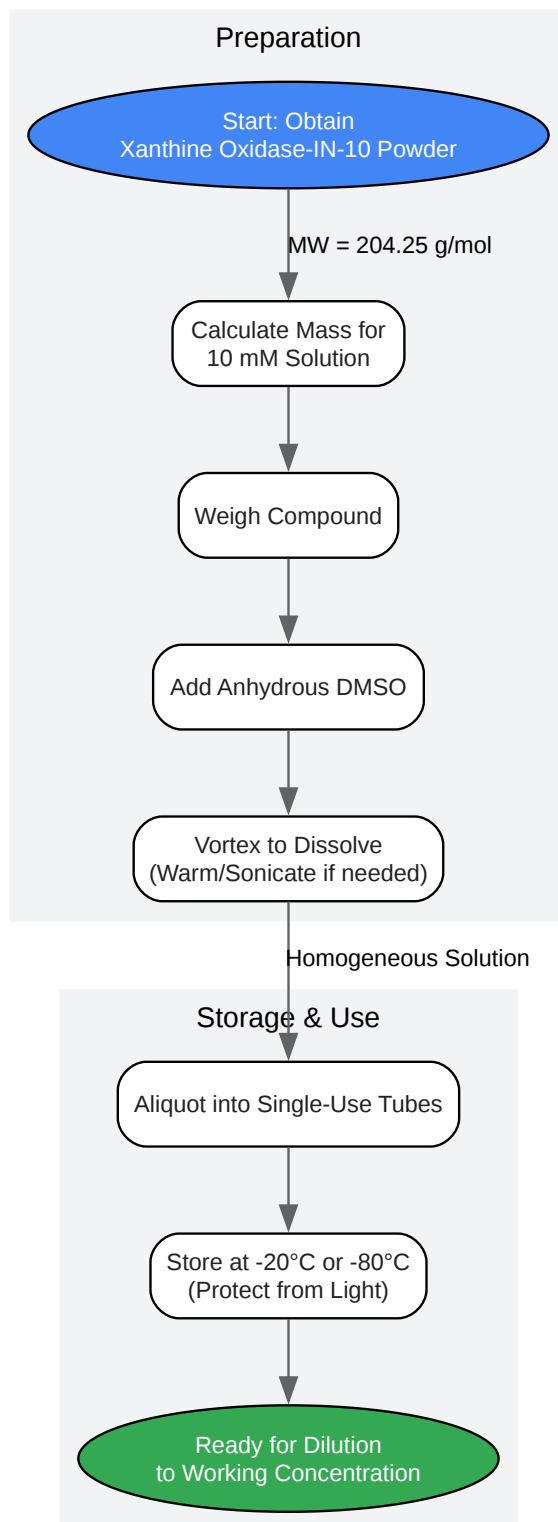 Preparation
Start: Obtain
Xanthine Oxidase-IN-10 Powder
MW = 204.25 g/mol
Calculate Mass for
10 mM Solution
Weigh Compound
Add Anhydrous DMSO
Vortex to Dissolve
(Warm/Sonicate if needed)
Homogeneous Solution
Storage & Use
Aliquot into Single-Use Tubes
Store at -20°C or -80°C
(Protect from Light)
Ready for Dilution
to Working Concentration